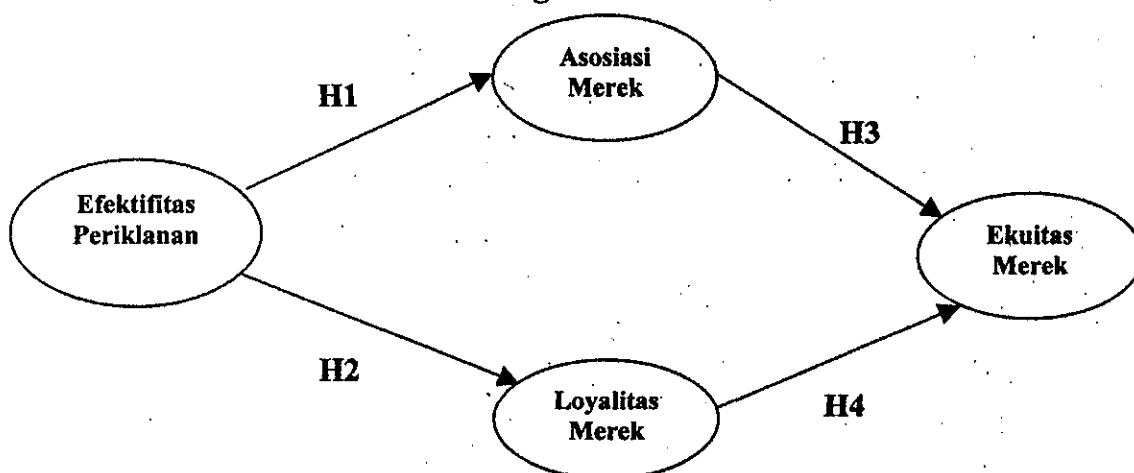 Asosiasi
Merek
H1
H3
Efektifitas
Periklanan
Ekuitas
Merek
H2
Loyalitas
Merek
H4